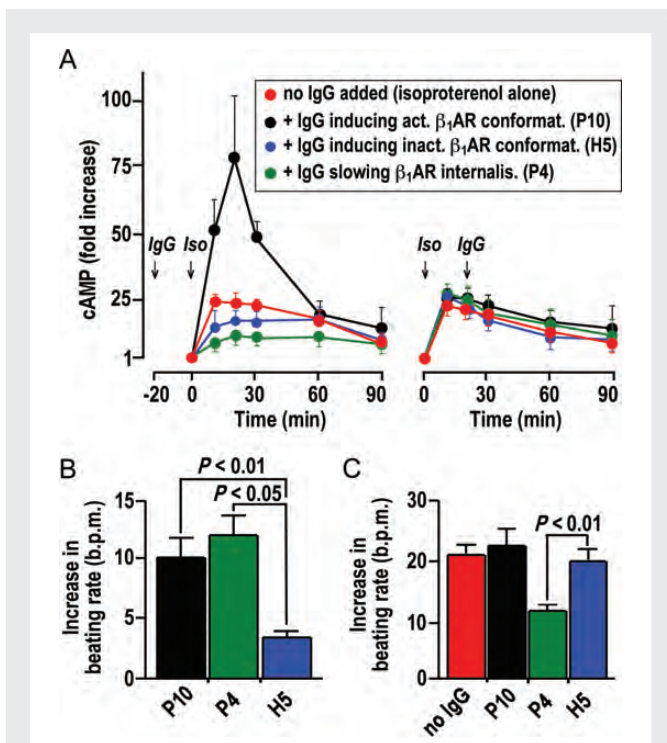 A
cAMP (fold increase)
100
75
50
25
1
no IgG added (isoproterenol alone)
+ IgG inducing act. β₁AR conformat. (P10)
+ IgG inducing inact. β₁AR conformat. (H5)
+ IgG slowing β₁AR internalis. (P4)
IgG Iso
Iso IgG
-20 0 30 60 90
0 30 60 90
Time (min)
Time (min)
B
P < 0.01
P < 0.05
Increase in
beating rate (b.p.m.)
15
10
5
0
P10 P4 H5
C
P < 0.01
Increase in
beating rate (b.p.m.)
30
20
10
0
no IgG P10 P4 H5